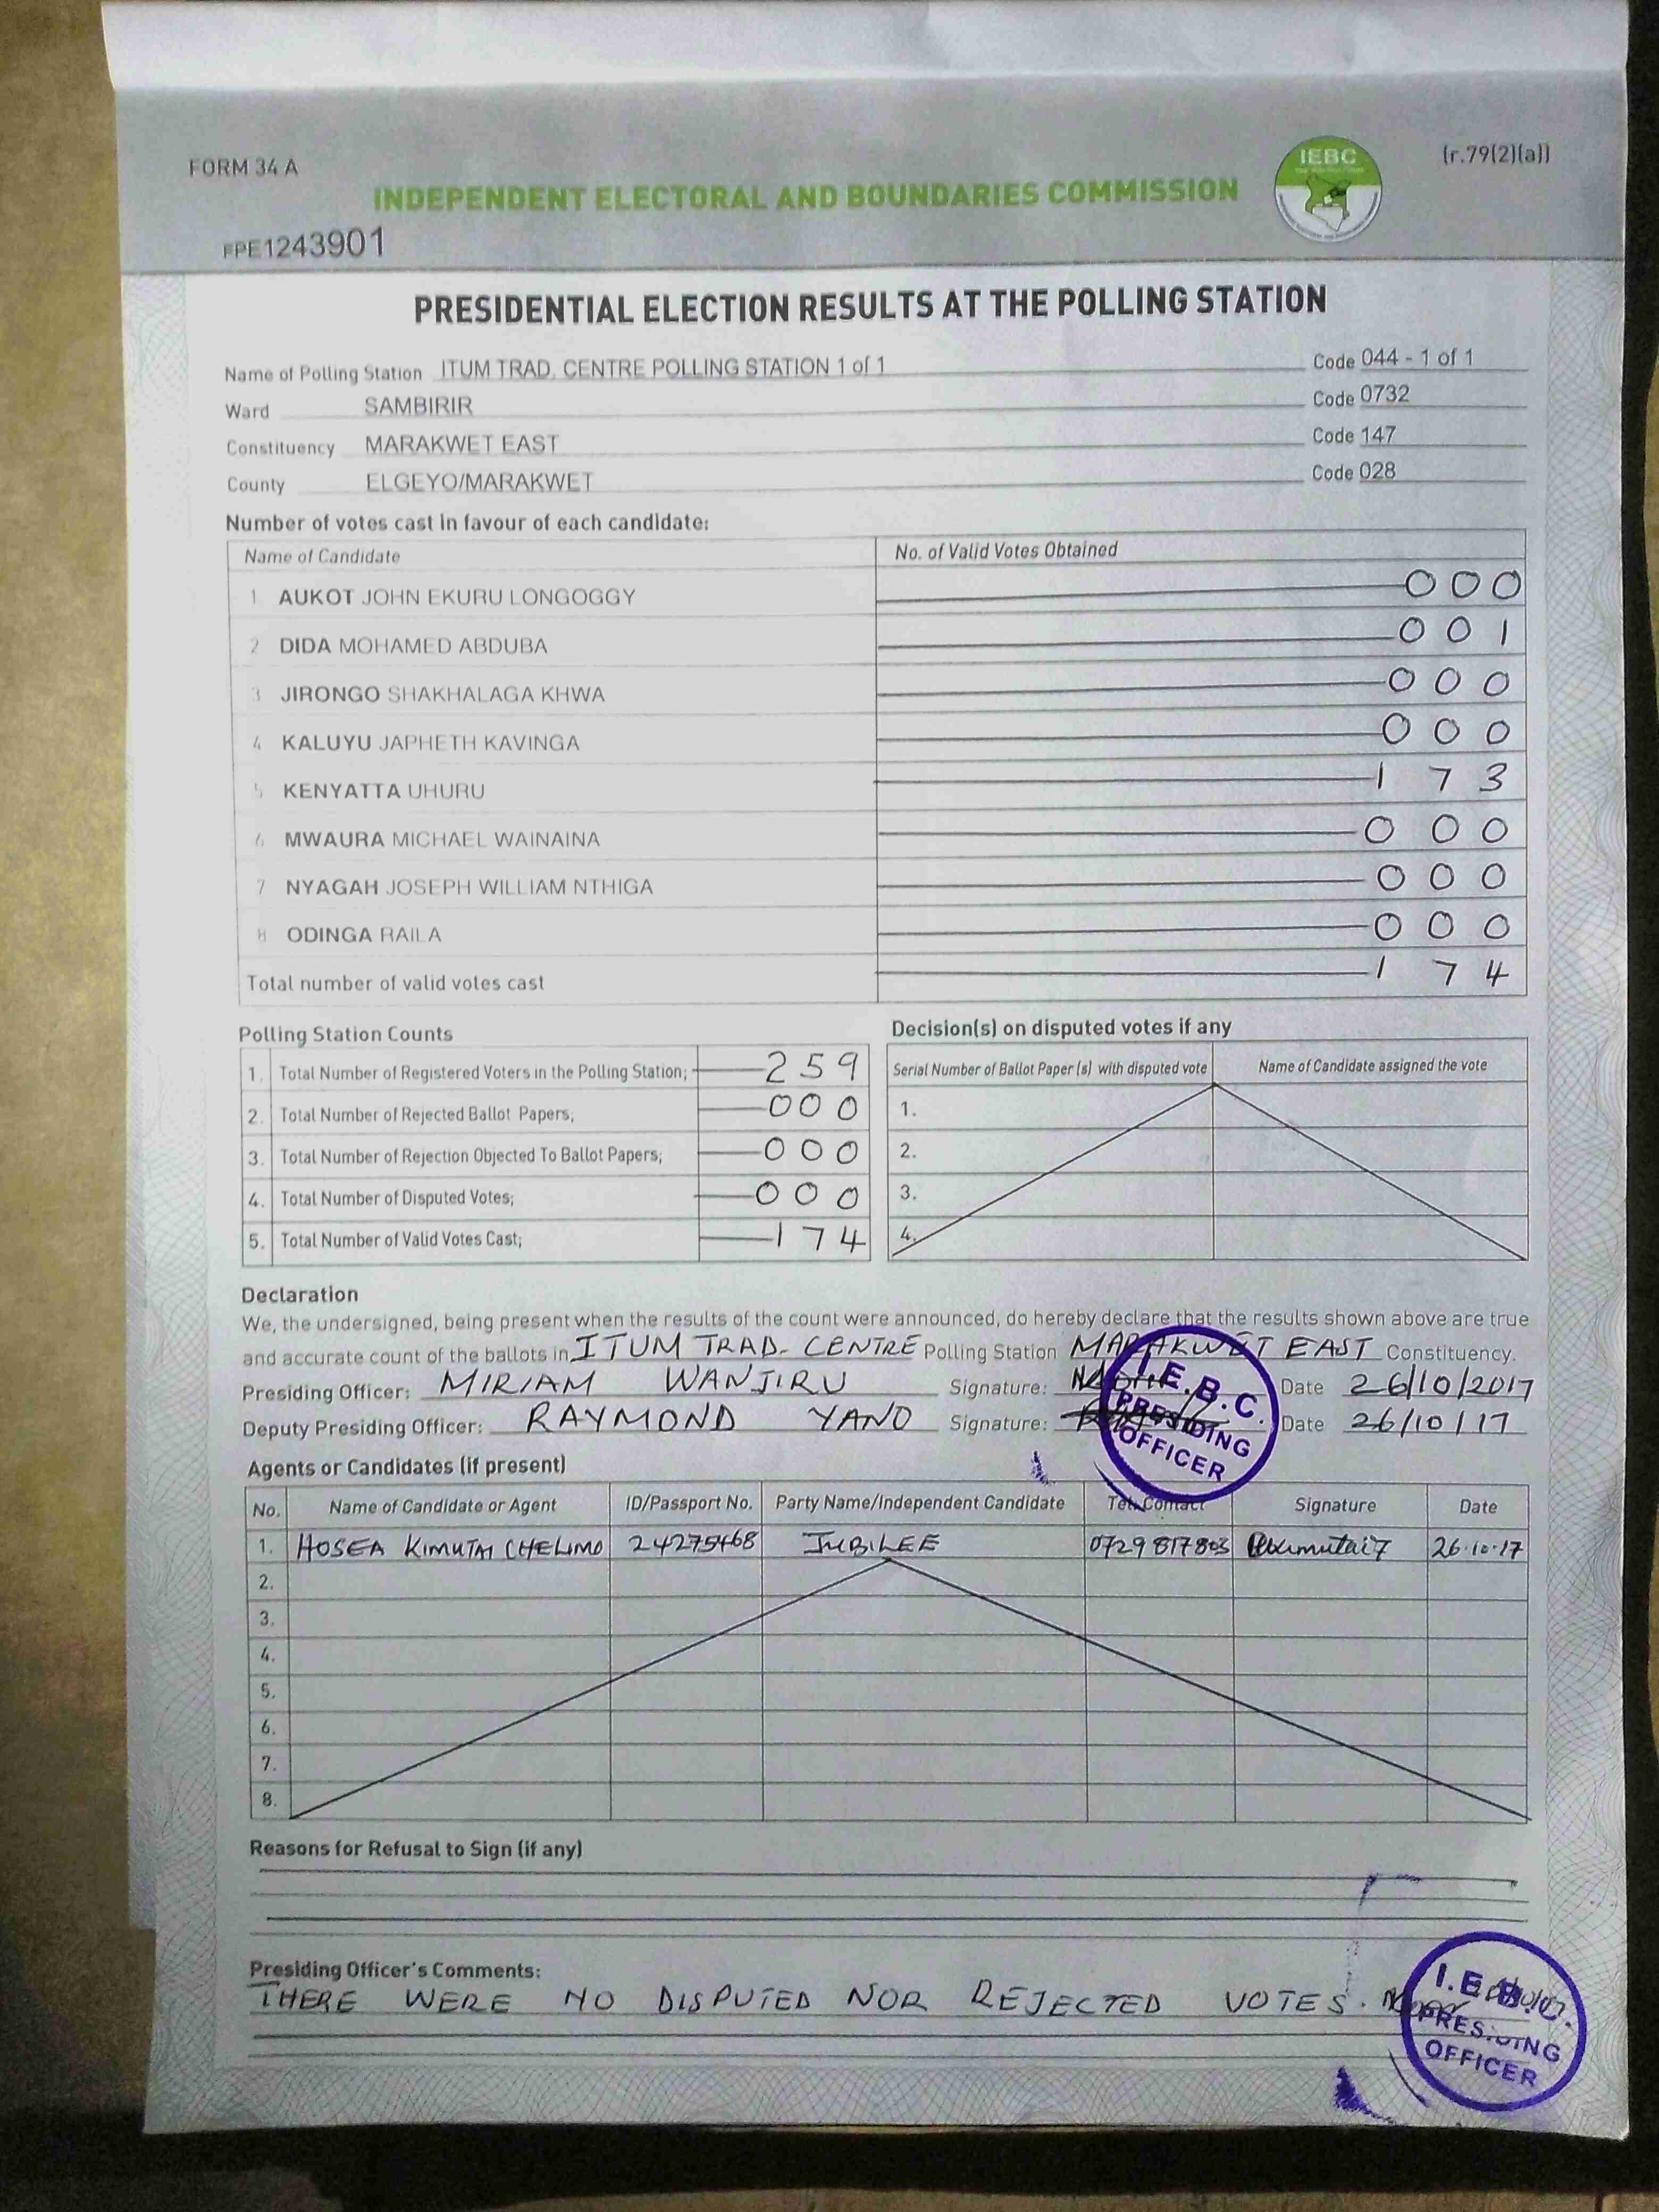 FORM 34 A
IEBC
(r.79(2)(a))
INDEPENDENT ELECTORAL AND BOUNDARIES COMMISSION
FPE1243901
PRESIDENTIAL ELECTION RESULTS AT THE POLLING STATION
Name of Polling Station ITUM TRAD. CENTRE POLLING STATION 1 of 1 Code 044 - 1 of 1
Ward SAMBIRIR Code 0732
Constituency MARAKWET EAST Code 147
County ELGEYO/MARAKWET Code 028
Number of votes cast in favour of each candidate:
Name of Candidate No. of Valid Votes Obtained
1 AUKOT JOHN EKURU LONGOGGY 000
2 DIDA MOHAMED ABDUBA 001
3 JIRONGO SHAKHALAGA KHWA 000
4 KALUYU JAPHETH KAVINGA 000
5 KENYATTA UHURU 173
6 MWAURA MICHAEL WAINAINA 000
7 NYAGAH JOSEPH WILLIAM NTHIGA 000
8 ODINGA RAILA 000
Total number of valid votes cast 174
Polling Station Counts
1. Total Number of Registered Voters in the Polling Station; 259
2. Total Number of Rejected Ballot Papers; 000
3. Total Number of Rejection Objected To Ballot Papers; 000
4. Total Number of Disputed Votes; 000
5. Total Number of Valid Votes Cast; 174
Decision(s) on disputed votes if any
Serial Number of Ballot Paper (s) with disputed vote Name of Candidate assigned the vote
1.
2.
3.
4.
Declaration
We, the undersigned, being present when the results of the count were announced, do hereby declare that the results shown above are true
and accurate count of the ballots in ITUM TRAD- CENTRE Polling Station MARAKWET EAST Constituency.
Presiding Officer: MIRIAM WANJIRU Signature: Date 26/10/2017
Deputy Presiding Officer: RAYMOND YANO Signature: Date 26/10/17
I.E.B.C.
PRESIDING
OFFICER
Agents or Candidates (if present)
No. Name of Candidate or Agent ID/Passport No. Party Name/Independent Candidate Tel. Contact Signature Date
1. HOSEA KIMUTAI CHELIMO 24275468 JUBILEE 0729817803 26.10.17
2.
3.
4.
5.
6.
7.
8.
Reasons for Refusal to Sign (if any)
Presiding Officer's Comments:
THERE WERE NO DISPUTED NOR REJECTED VOTES.
I.E.B.C.
PRESIDING
OFFICER